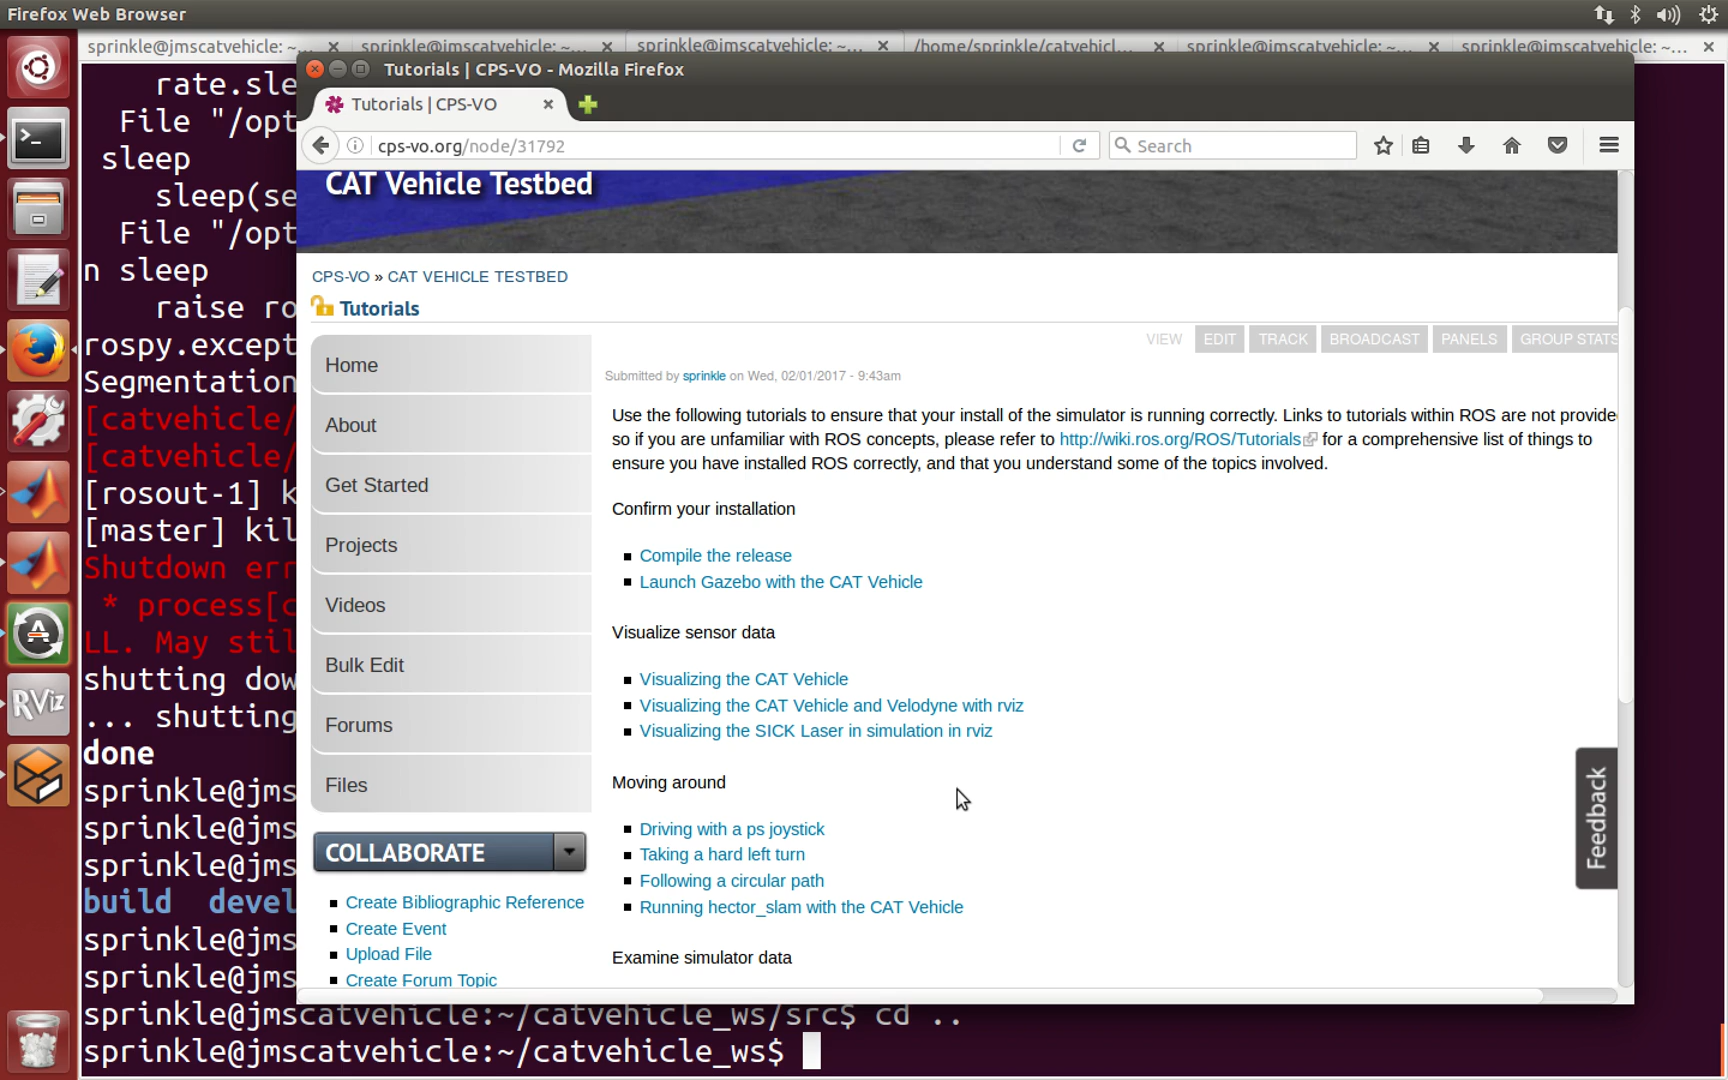 Firefox Web Browser
sprinkle@jmscatvehicle: ~... × sprinkle@jmscatvehicle: ~... × sprinkle@jmscatvehicle: ~... × /home/sprinkle/catvehicl... × sprinkle@jmscatvehicle: ~... × sprinkle@jmscatvehicle: ~... ×
rate.sle
File "/opt
sleep
sleep(se
File "/opt
n sleep
raise ro
rospy.except
Segmentation
[catvehicle/
[catvehicle/
[rosout-1] k
[master] kil
Shutdown err
* process[c
LL. May stil
shutting dow
... shutting
done
sprinkle@jms
sprinkle@jms
sprinkle@jms
build devel
sprinkle@jms
sprinkle@jms
sprinkle@jmscatvehicle:~/catvehicle_ws/src$ cd ..
sprinkle@jmscatvehicle:~/catvehicle_ws$
RViz
Tutorials | CPS-VO - Mozilla Firefox
Tutorials | CPS-VO
cps-vo.org/node/31792
Search
CAT Vehicle Testbed
CPS-VO » CAT VEHICLE TESTBED
Tutorials
Home
About
Get Started
Projects
Videos
Bulk Edit
Forums
Files
COLLABORATE
Create Bibliographic Reference
Create Event
Upload File
Create Forum Topic
VIEW EDIT TRACK BROADCAST PANELS GROUP STATS
Submitted by sprinkle on Wed, 02/01/2017 - 9:43am
Use the following tutorials to ensure that your install of the simulator is running correctly. Links to tutorials within ROS are not provide
so if you are unfamiliar with ROS concepts, please refer to http://wiki.ros.org/ROS/Tutorials for a comprehensive list of things to
ensure you have installed ROS correctly, and that you understand some of the topics involved.
Confirm your installation
Compile the release
Launch Gazebo with the CAT Vehicle
Visualize sensor data
Visualizing the CAT Vehicle
Visualizing the CAT Vehicle and Velodyne with rviz
Visualizing the SICK Laser in simulation in rviz
Moving around
Driving with a ps joystick
Taking a hard left turn
Following a circular path
Running hector_slam with the CAT Vehicle
Examine simulator data
Feedback